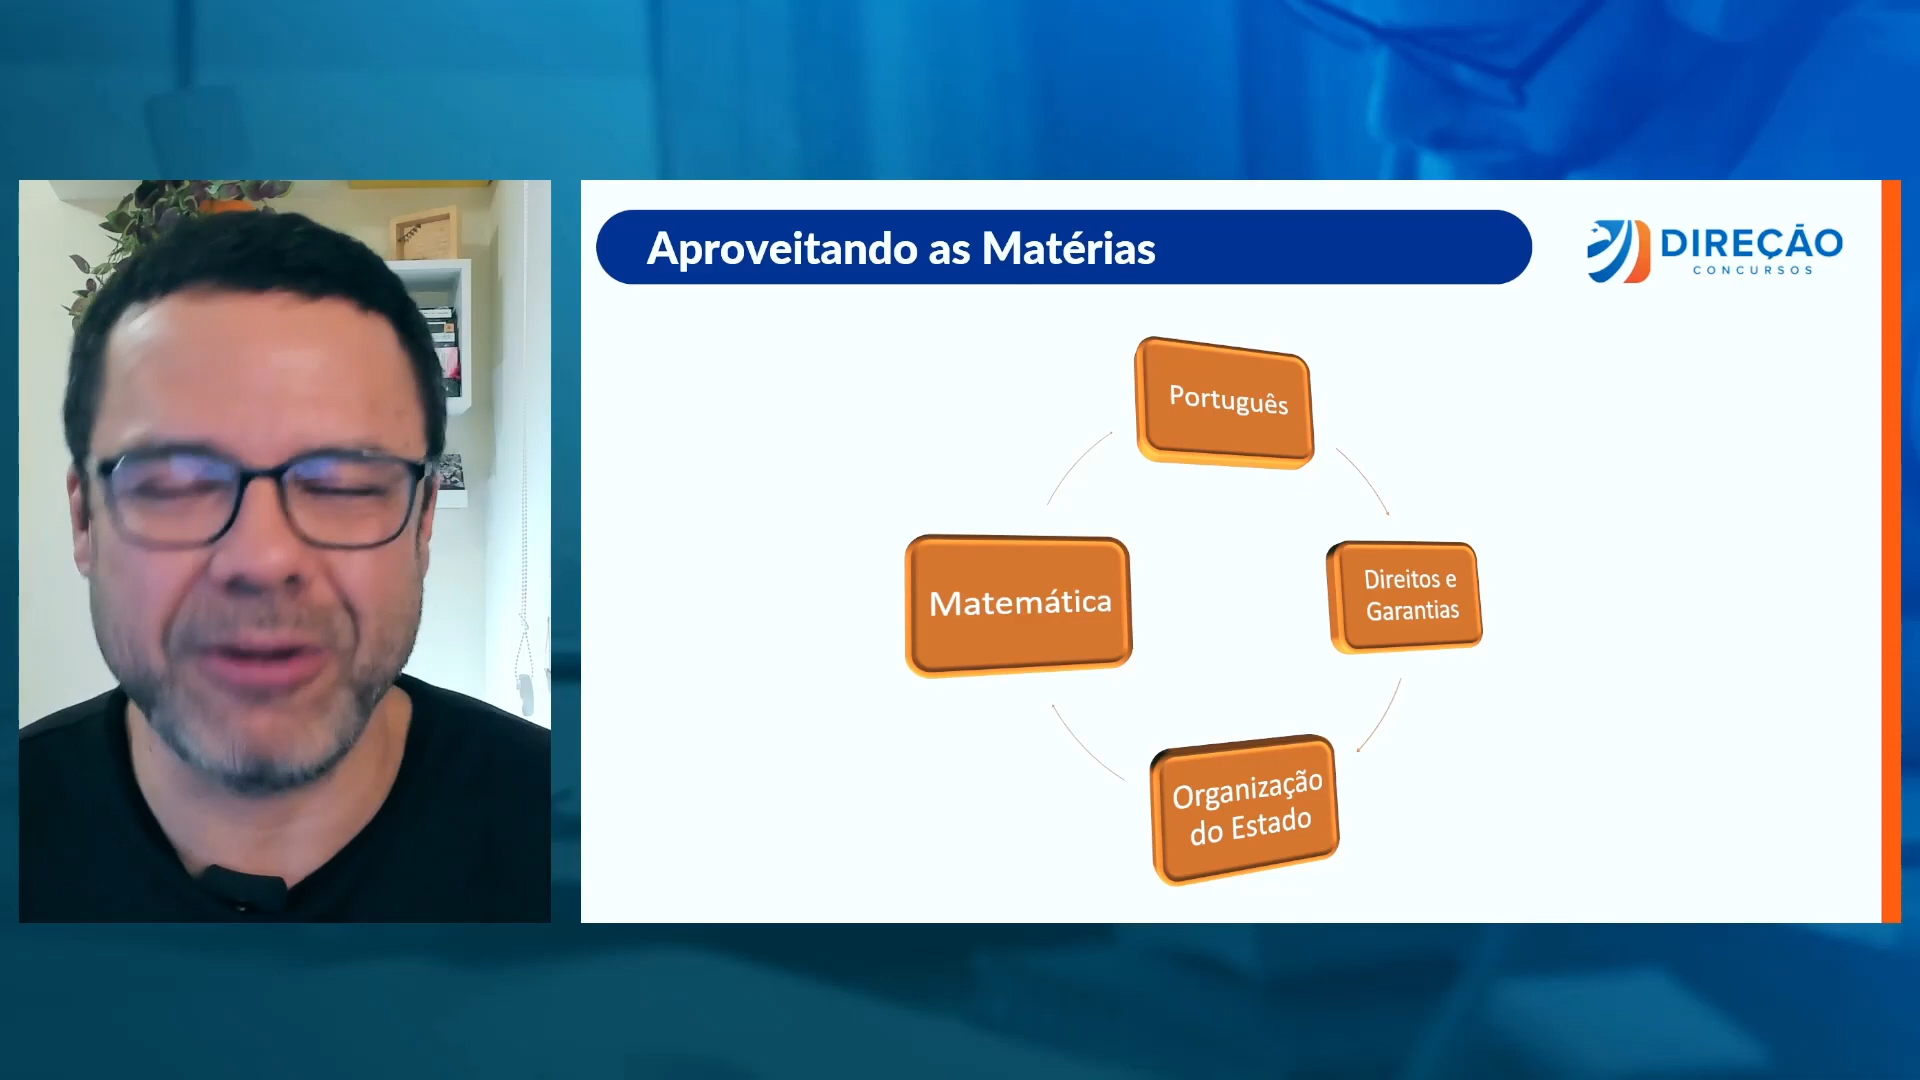 Aproveitando as Matérias
DIREÇÃO
CONCURSOS
Português
Matemática
Direitos e
Garantias
Organização
do Estado